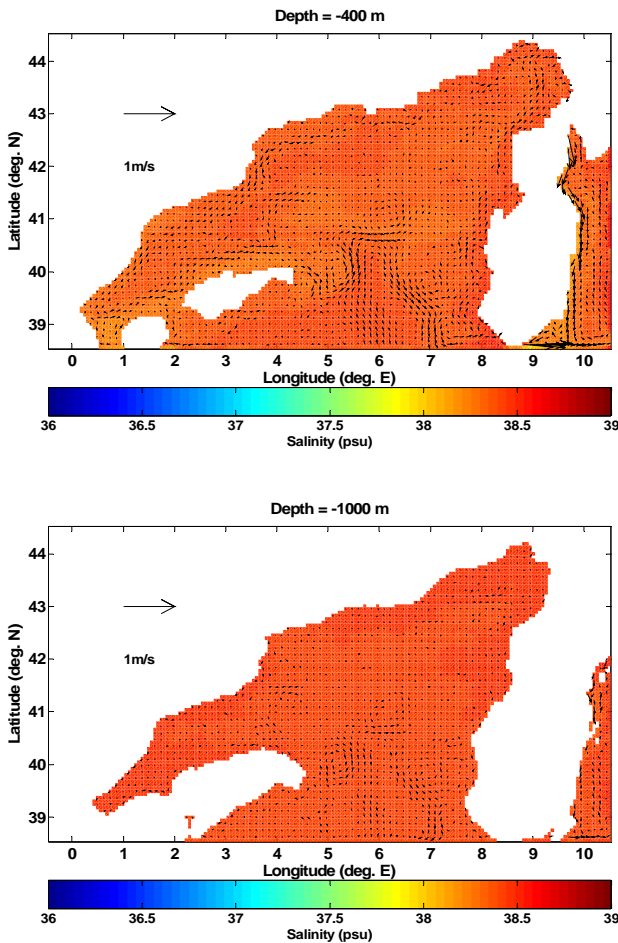 Depth = -400 m
44
43
42
41
40
39
Latitude (deg. N)
1m/s
0 1 2 3 4 5 6 7 8 9 10
Longitude (deg. E)
36 36.5 37 37.5 38 38.5 39
Salinity (psu)
Depth = -1000 m
44
43
42
41
40
39
Latitude (deg. N)
1m/s
0 1 2 3 4 5 6 7 8 9 10
Longitude (deg. E)
36 36.5 37 37.5 38 38.5 39
Salinity (psu)